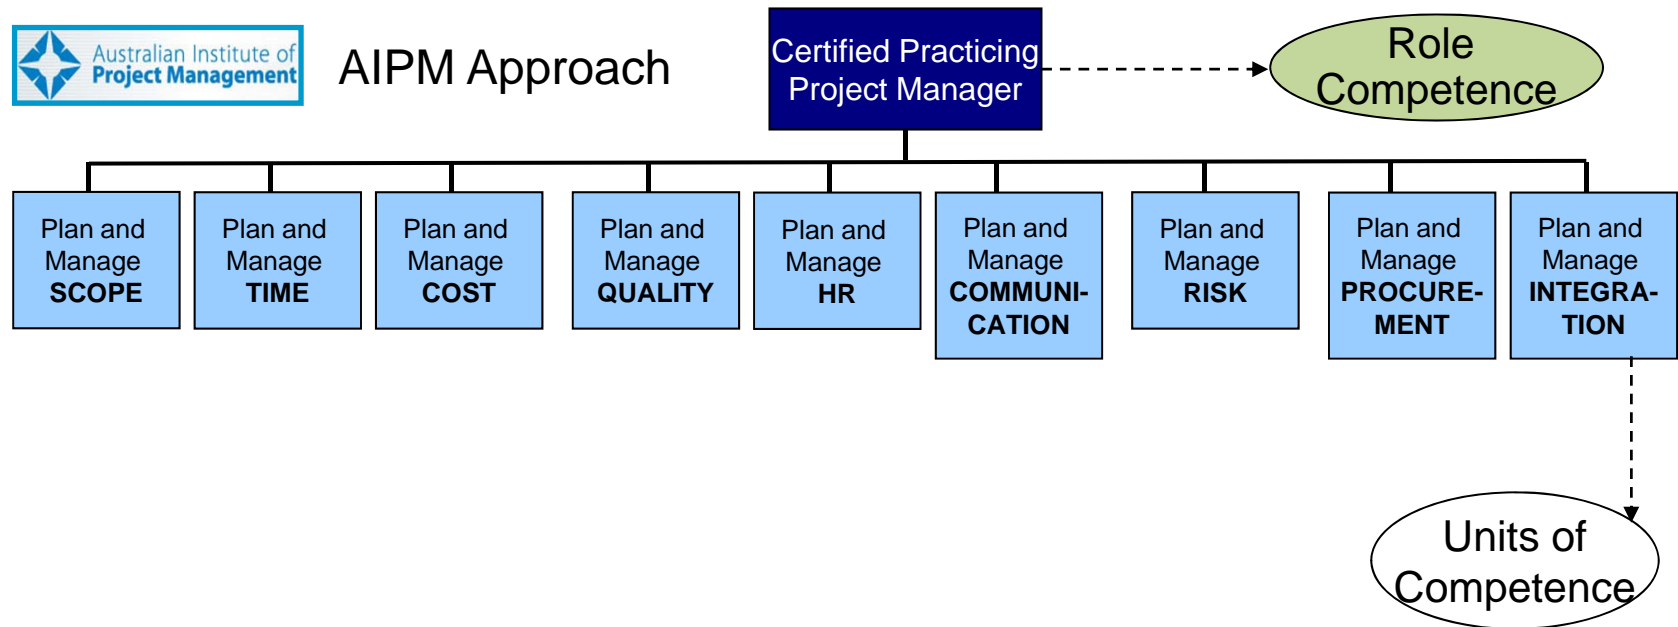 Australian Institute of
Project Management
AIPM Approach
Certified Practicing
Project Manager
Role
Competence
Plan and
Manage
SCOPE
Plan and
Manage
TIME
Plan and
Manage
COST
Plan and
Manage
QUALITY
Plan and
Manage
HR
Plan and
Manage
COMMUNI-
CATION
Plan and
Manage
RISK
Plan and
Manage
PROCURE-
MENT
Plan and
Manage
INTEGRA-
TION
Units of
Competence